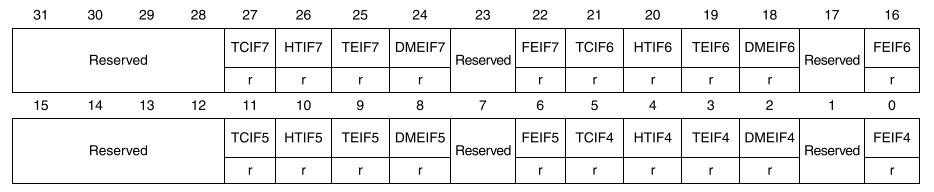 31 30 29 28 27 26 25 24 23 22 21 20 19 18 17 16
Reserved TCIF7 HTIF7 TEIF7 DMEIF7 Reserved FEIF7 TCIF6 HTIF6 TEIF6 DMEIF6 Reserved FEIF6
r r r r r r r r r r
15 14 13 12 11 10 9 8 7 6 5 4 3 2 1 0
Reserved TCIF5 HTIF5 TEIF5 DMEIF5 Reserved FEIF5 TCIF4 HTIF4 TEIF4 DMEIF4 Reserved FEIF4
r r r r r r r r r r